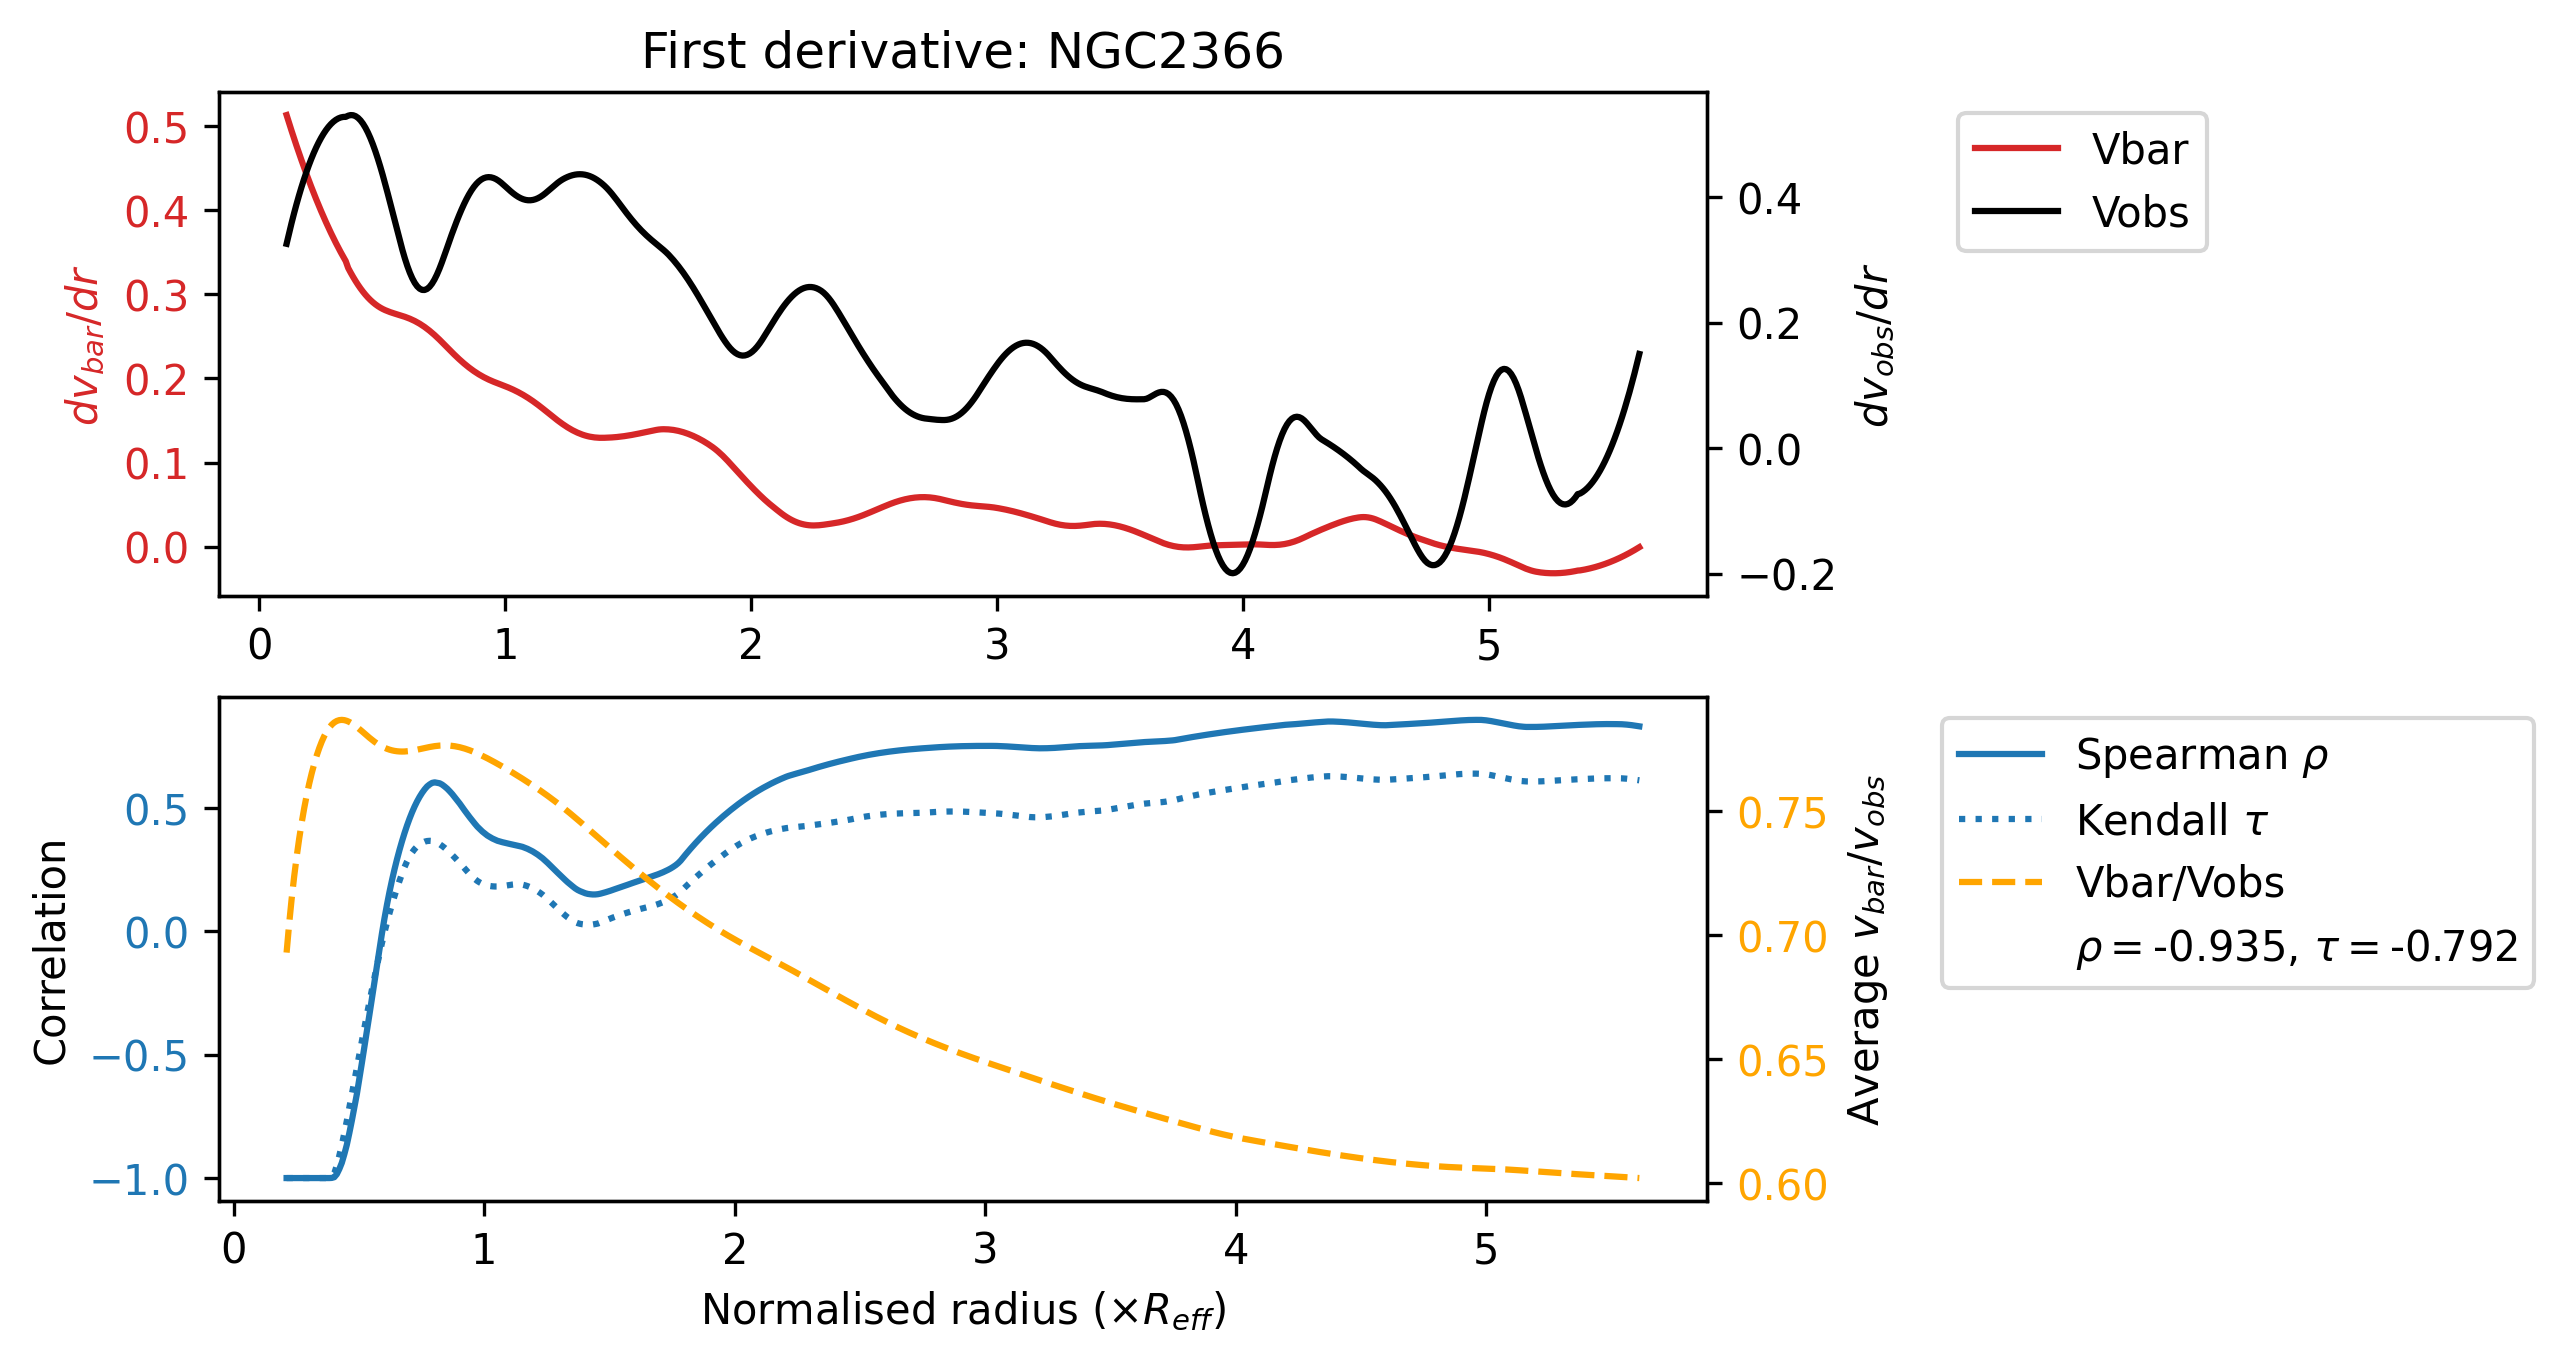 First derivative: NGC2366
0.5
0.4
0.3
0.2
0.1
0.0
dv_bar/dr
0.4
0.2
0.0
−0.2
dv_obs/dr
0 1 2 3 4 5
Vbar
Vobs
0.5
0.0
−0.5
−1.0
Correlation
0.75
0.70
0.65
0.60
Average v_bar/v_obs
0 1 2 3 4 5
Normalised radius (×R_eff)
Spearman ρ
Kendall τ
Vbar/Vobs
ρ = -0.935, τ = -0.792